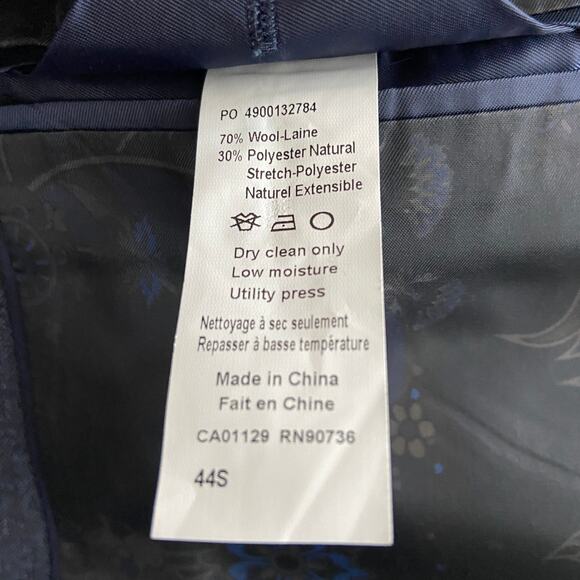 PO 4900132784
70% Wool-Laine
30% Polyester Natural
Stretch-Polyester
Naturel Extensible
Dry clean only
Low moisture
Utility press
Nettoyage à sec seulement
Repasser à basse température
Made in China
Fait en Chine
CA01129 RN90736
44S